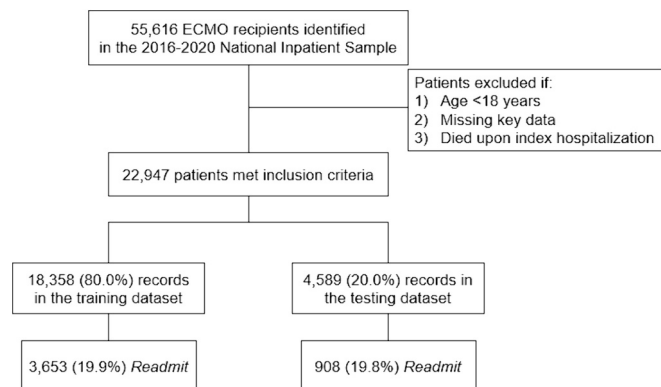 55,616 ECMO recipients identified
in the 2016-2020 National Inpatient Sample
Patients excluded if:
1) Age <18 years
2) Missing key data
3) Died upon index hospitalization
22,947 patients met inclusion criteria
18,358 (80.0%) records
in the training dataset
4,589 (20.0%) records in
the testing dataset
3,653 (19.9%) Readmit
908 (19.8%) Readmit